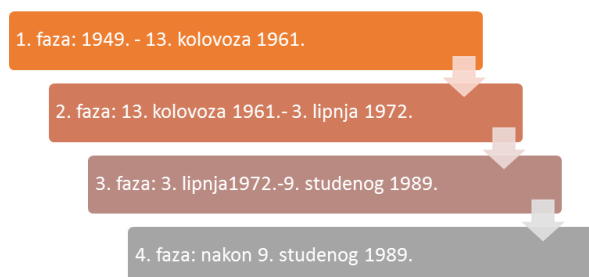 1. faza: 1949. - 13. kolovoza 1961.
2. faza: 13. kolovoza 1961.- 3. lipnja 1972.
3. faza: 3. lipnja1972.-9. studenog 1989.
4. faza: nakon 9. studenog 1989.